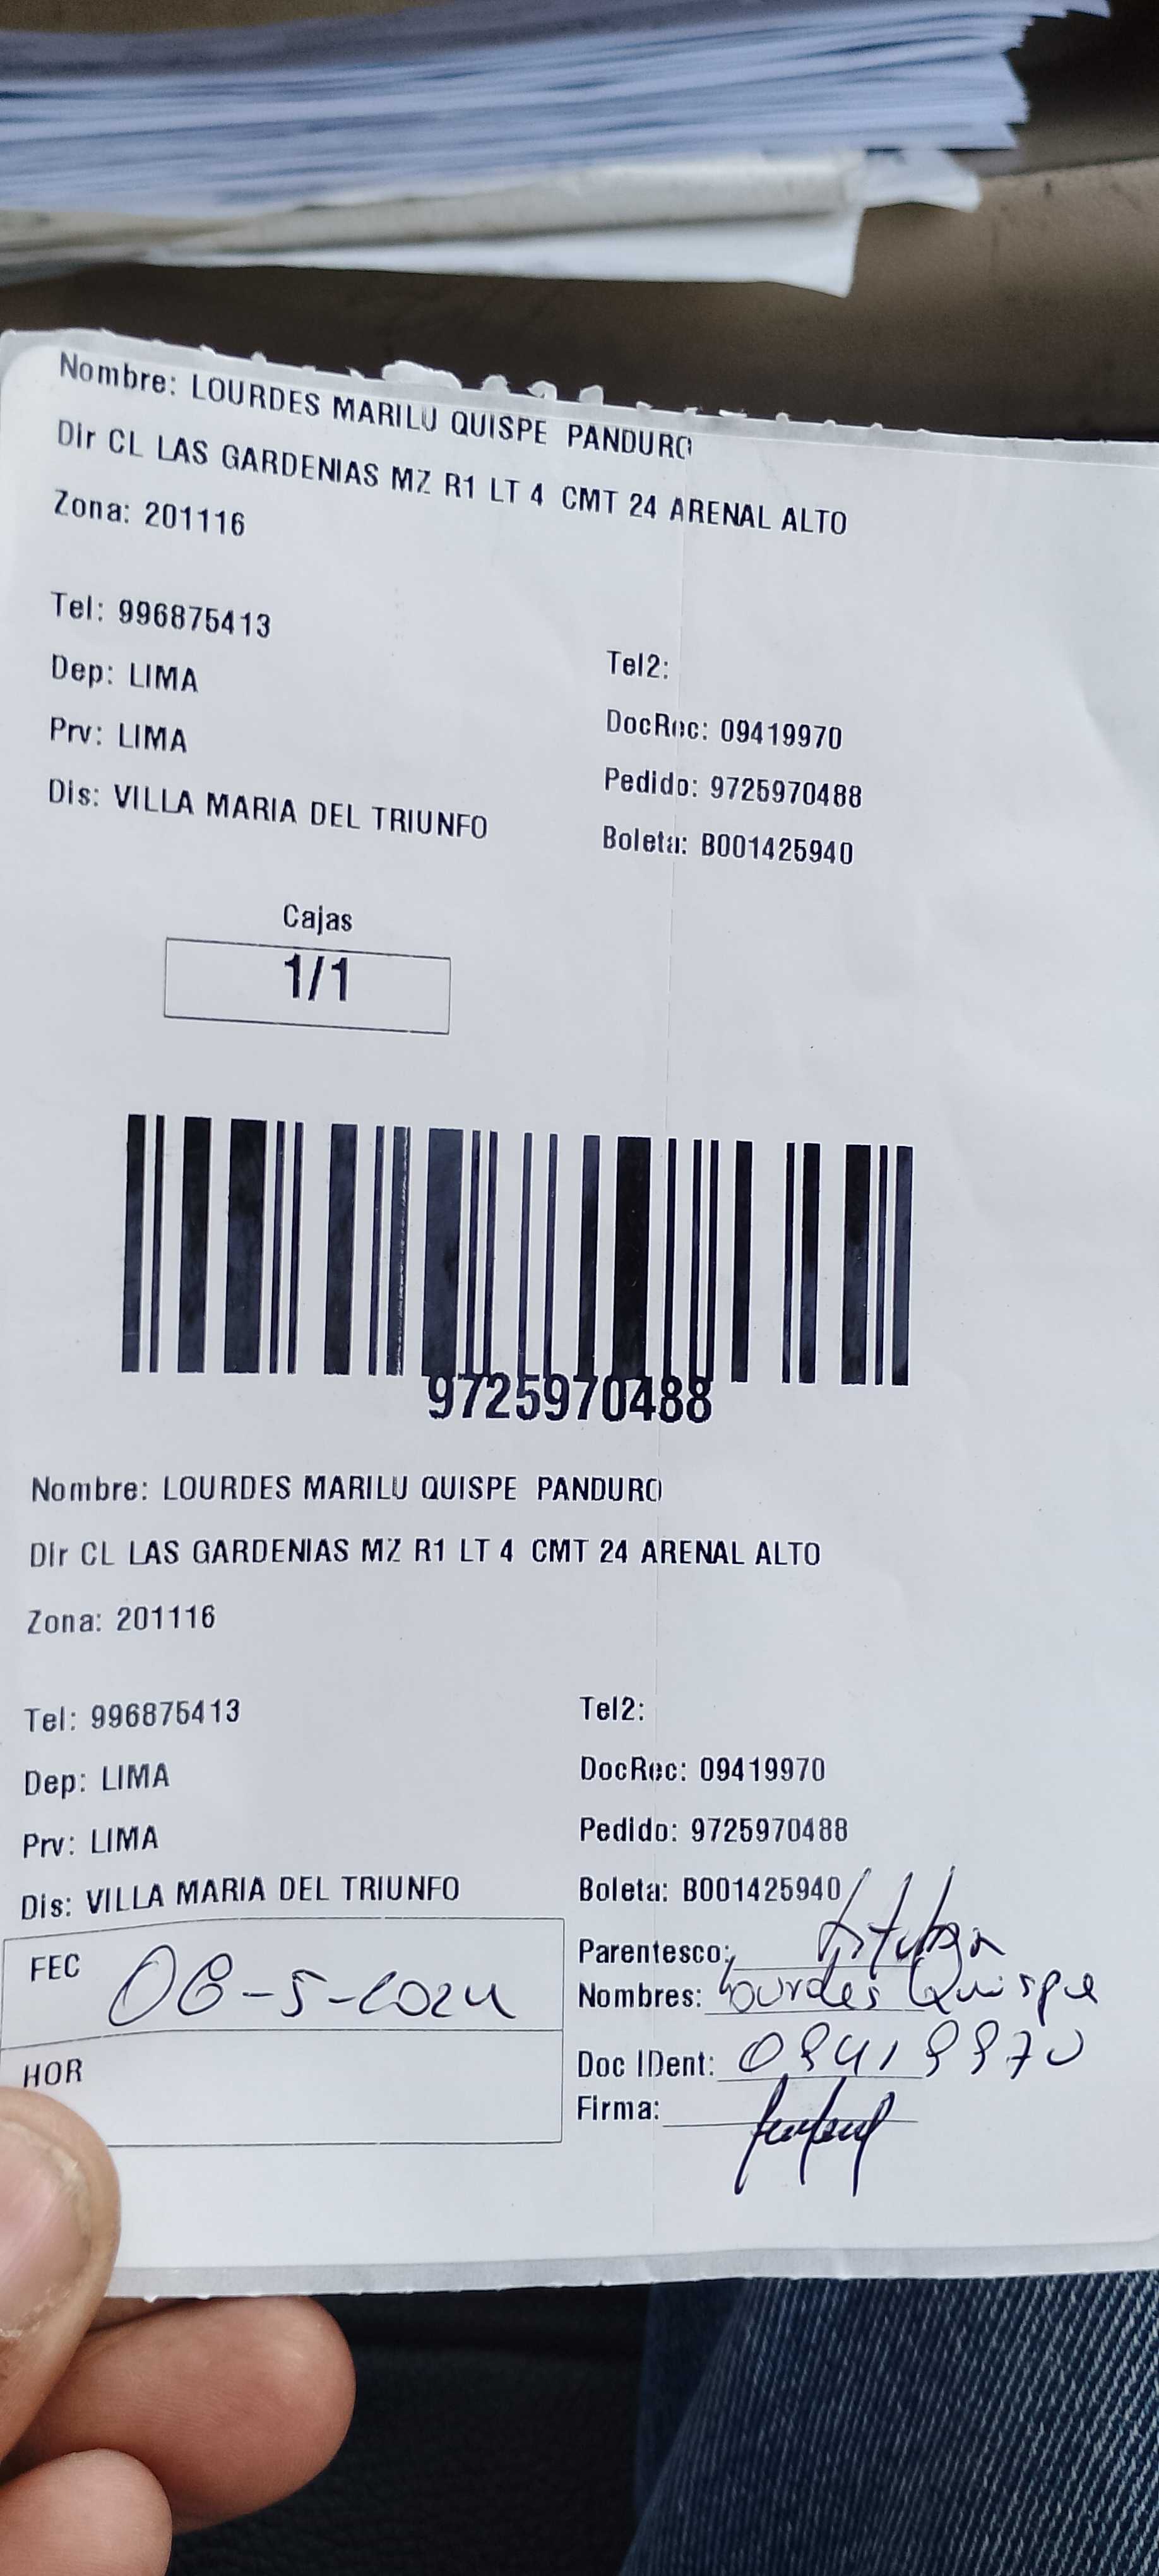 Nombre: LOURDES MARILU QUISPE PANDURO
Dir CL LAS GARDENIAS MZ R1 LT 4 CMT 24 ARENAL ALTO
Zona: 201116
Tel: 996875413
Tel2:
Dep: LIMA
DocRec: 09419970
Prv: LIMA
Pedido: 9725970488
Dis: VILLA MARIA DEL TRIUNFO
Boleta: B001425940
Cajas
1/1
9725970488
Nombre: LOURDES MARILU QUISPE PANDURO
Dir CL LAS GARDENIAS MZ R1 LT 4 CMT 24 ARENAL ALTO
Zona: 201116
Tel: 996875413
Tel2:
Dep: LIMA
DocRec: 09419970
Prv: LIMA
Pedido: 9725970488
Dis: VILLA MARIA DEL TRIUNFO
Boleta: B001425940
FEC 08-5-2024
Parentesco: titular
Nombres: Lourdes Quispe
HOR
Doc IDent: 09419970
Firma: